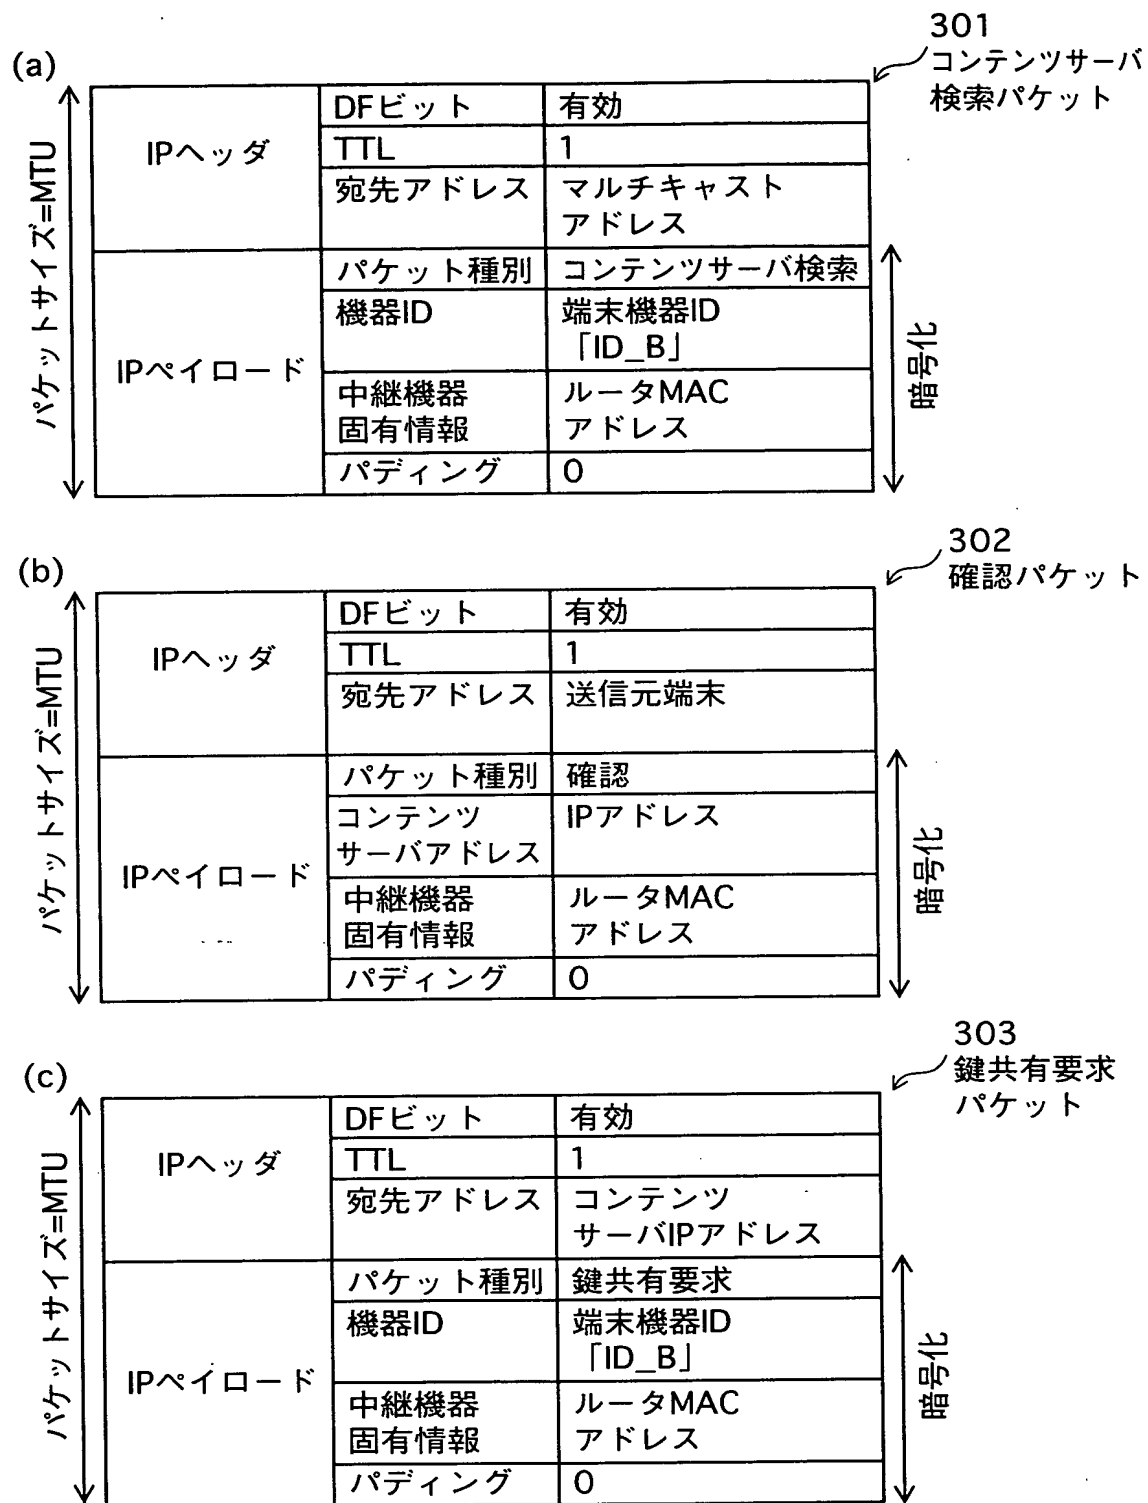 301
コンテンツサーバ
検索パケット
(a)
パケットサイズ=MTU
IPヘッダ
DFビット 有効
TTL 1
宛先アドレス マルチキャスト
アドレス
IPペイロード
パケット種別 コンテンツサーバ検索
機器ID 端末機器ID
「ID_B」
中継機器 ルータMAC
固有情報 アドレス
パディング 0
暗号化
302
確認パケット
(b)
パケットサイズ=MTU
IPヘッダ
DFビット 有効
TTL 1
宛先アドレス 送信元端末
IPペイロード
パケット種別 確認
コンテンツ IPアドレス
サーバアドレス
中継機器 ルータMAC
固有情報 アドレス
パディング 0
暗号化
303
鍵共有要求
パケット
(c)
パケットサイズ=MTU
IPヘッダ
DFビット 有効
TTL 1
宛先アドレス コンテンツ
サーバIPアドレス
IPペイロード
パケット種別 鍵共有要求
機器ID 端末機器ID
「ID_B」
中継機器 ルータMAC
固有情報 アドレス
パディング 0
暗号化